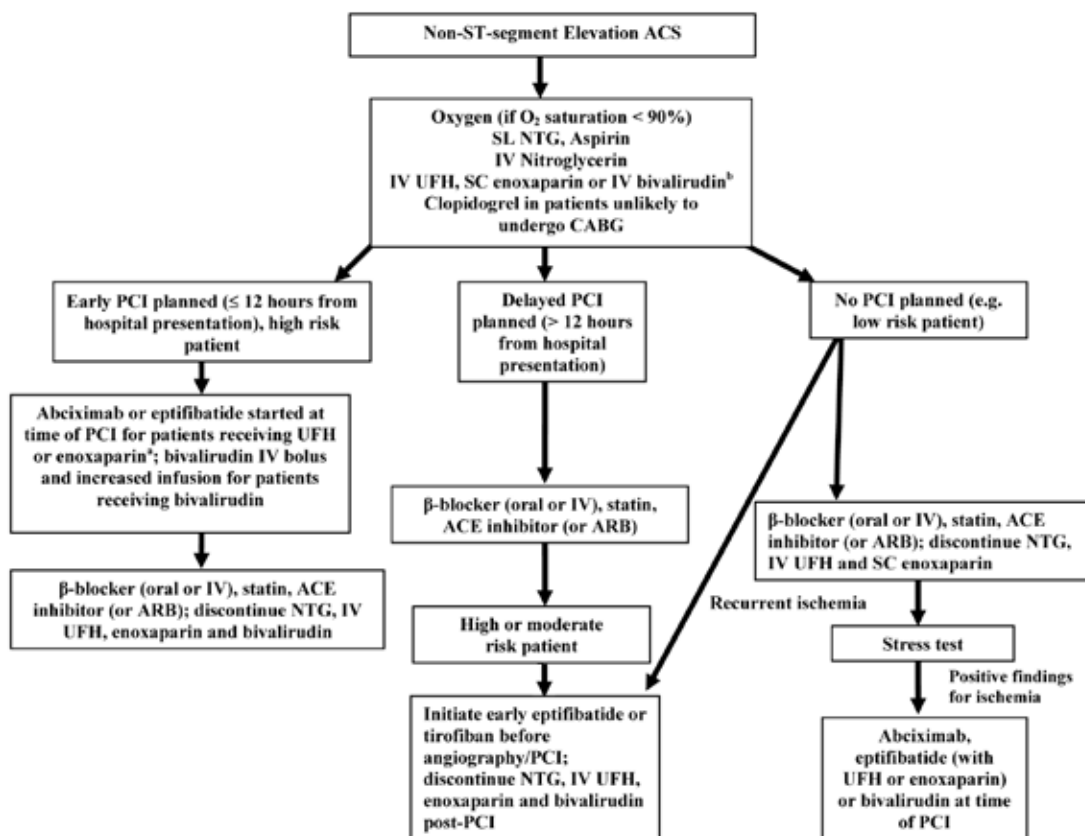 Non-ST-segment Elevation ACS
Oxygen (if O₂ saturation < 90%)
SL NTG, Aspirin
IV Nitroglycerin
IV UFH, SC enoxaparin or IV bivalirudinᵇ
Clopidogrel in patients unlikely to
undergo CABG
Early PCI planned (≤ 12 hours from
hospital presentation), high risk
patient
Abciximab or eptifibatide started at
time of PCI for patients receiving UFH
or enoxaparinᵃ; bivalirudin IV bolus
and increased infusion for patients
receiving bivalirudin
β-blocker (oral or IV), statin, ACE
inhibitor (or ARB); discontinue NTG, IV
UFH, enoxaparin and bivalirudin
Delayed PCI
planned (> 12 hours
from hospital
presentation)
β-blocker (oral or IV), statin,
ACE inhibitor (or ARB)
High or moderate
risk patient
Initiate early eptifibatide or
tirofiban before
angiography/PCI;
discontinue NTG, IV UFH,
enoxaparin and bivalirudin
post-PCI
No PCI planned (e.g.
low risk patient)
Recurrent ischemia
β-blocker (oral or IV), statin, ACE
inhibitor (or ARB); discontinue NTG,
IV UFH and SC enoxaparin
Stress test
Positive findings
for ischemia
Abciximab,
eptifibatide (with
UFH or enoxaparin)
or bivalirudin at time
of PCI